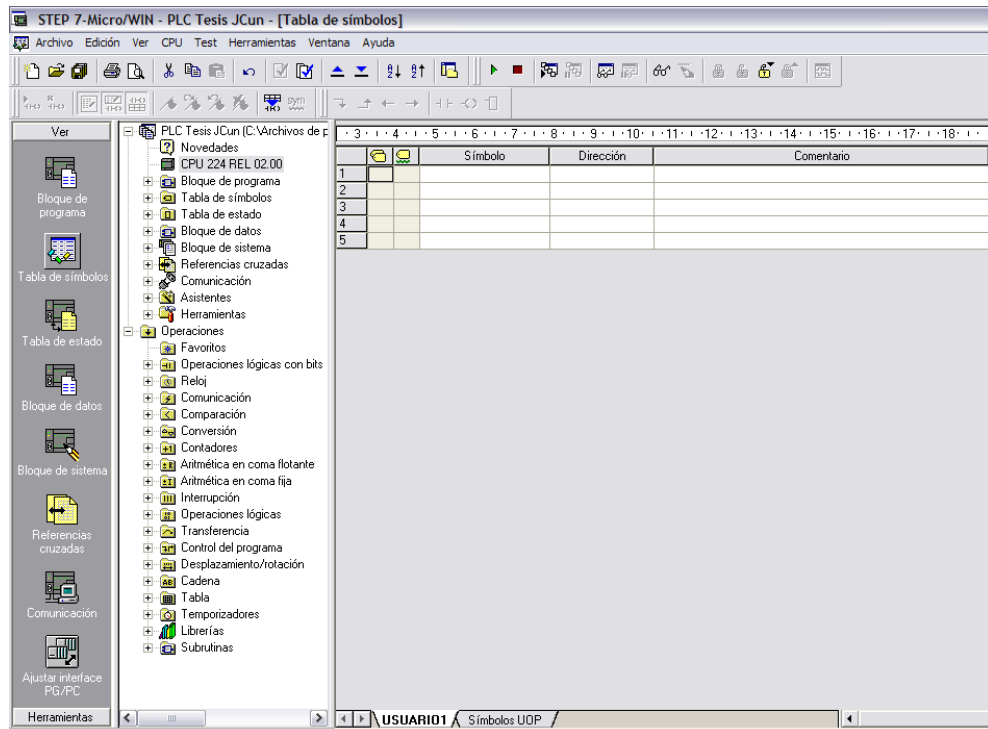 STEP 7-Micro/WIN - PLC Tesis JCun - [Tabla de símbolos]
Archivo Edición Ver CPU Test Herramientas Ventana Ayuda
sym
Ver
Bloque de programa
Tabla de símbolos
Tabla de estado
Bloque de datos
Bloque de sistema
Referencias cruzadas
Comunicación
Ajustar interface PG/PC
Herramientas
PLC Tesis JCun (C:\Archivos de p
Novedades
CPU 224 REL 02.00
Bloque de programa
Tabla de símbolos
Tabla de estado
Bloque de datos
Bloque de sistema
Referencias cruzadas
Comunicación
Asistentes
Herramientas
Operaciones
Favoritos
Operaciones lógicas con bits
Reloj
Comunicación
Comparación
Conversión
Contadores
Aritmética en coma flotante
Aritmética en coma fija
Interrupción
Operaciones lógicas
Transferencia
Control del programa
Desplazamiento/rotación
Cadena
Tabla
Temporizadores
Librerías
Subrutinas
· 3 · · · 4 · · · 5 · · · 6 · · · 7 · · · 8 · · · 9 · · · 10 · · · 11 · · · 12 · · · 13 · · · 14 · · · 15 · · · 16 · · · 17 · · · 18 · ·
Símbolo Dirección Comentario
1
2
3
4
5
USUARIO1 Símbolos UOP